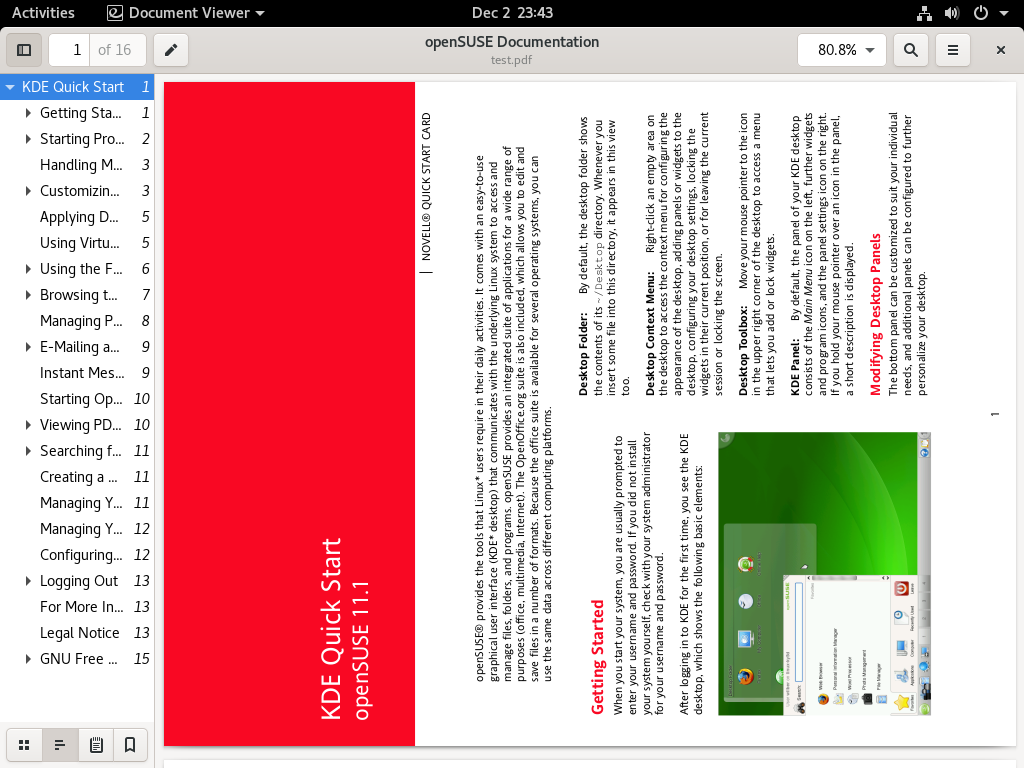 Activities
Document Viewer
Dec 2 23:43
1
of 16
openSUSE Documentation
test.pdf
80.8%
KDE Quick Start 1
Getting Sta... 1
Starting Pro... 2
Handling M... 3
Customizin... 3
Applying D... 5
Using Virtu... 5
Using the F... 6
Browsing t... 7
Managing P... 8
E-Mailing a... 9
Instant Mes... 9
Starting Op... 10
Viewing PD... 10
Searching f... 11
Creating a ... 11
Managing Y... 11
Managing Y... 12
Configuring... 12
Logging Out 13
For More In... 13
Legal Notice 13
GNU Free ... 15
KDE Quick Start
openSUSE 11.1
NOVELL® QUICK START CARD
openSUSE® provides the tools that Linux* users require in their daily activities. It comes with an easy-to-use
graphical user interface (KDE* desktop) that communicates with the underlying Linux system to access and
manage files, folders, and programs. openSUSE provides an integrated suite of applications for a wide range of
purposes (office, multimedia, Internet). The OpenOffice.org suite is also included, which allows you to edit and
save files in a number of formats. Because the office suite is available for several operating systems, you can
use the same data across different computing platforms.
Getting Started
When you start your system, you are usually prompted to
enter your username and password. If you did not install
your system yourself, check with your system administrator
for your username and password.
After logging in to KDE for the first time, you see the KDE
desktop, which shows the following basic elements:
Search:
Web Browser
Personal Information Manager
Word Processor
Photo Management
File Manager
Favorites
Applications
Computer
Recently Used
Leave
Desktop Folder: By default, the desktop folder shows
the contents of its ~/Desktop directory. Whenever you
insert some file into this directory, it appears in this view
too.
Desktop Context Menu: Right-click an empty area on
the desktop to access the context menu for configuring the
appearance of the desktop, adding panels or widgets to the
desktop, configuring your desktop settings, locking the
widgets in their current position, or for leaving the current
session or locking the screen.
Desktop Toolbox: Move your mouse pointer to the icon
in the upper right corner of the desktop to access a menu
that lets you add or lock widgets.
KDE Panel: By default, the panel of your KDE desktop
consists of the Main Menu icon on the left, further widgets
and program icons, and the panel settings icon on the right.
If you hold your mouse pointer over an icon in the panel,
a short description is displayed.
Modifying Desktop Panels
The bottom panel can be customized to suit your individual
needs, and additional panels can be configured to further
personalize your desktop.
1